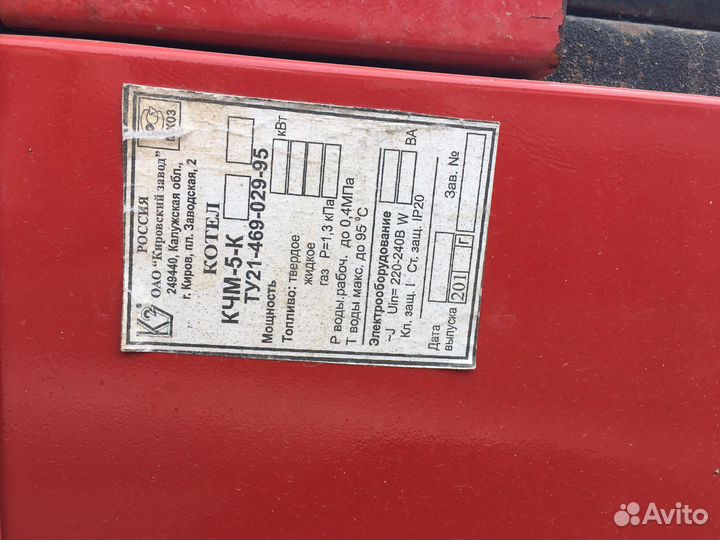 РОССИЯ
ОАО "Кировский завод"
249440, Калужская обл.,
г. Киров, пл. Заводская, 2
КОТЕЛ
КЧМ-5-К
ТУ21-469-029-95
Мощность кВт
Топливо: твердое
жидкое
газ Р=1,3 кПа
Р воды рабоч. до 0,4МПа
Т воды макс. до 95 °С
Электрооборудование ВА
~J Uin= 220-240В W
Кл. защ. I Ст. защ. IP20
Дата
выпуска 201 г. Зав. №
Avito